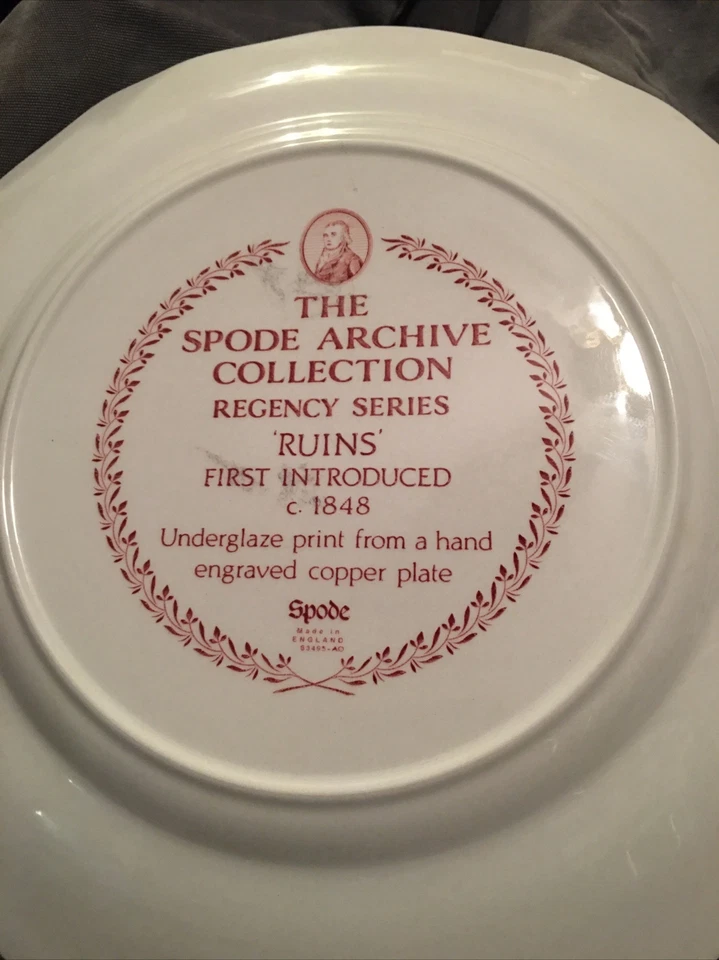 THE
SPODE ARCHIVE
COLLECTION
REGENCY SERIES
'RUINS'
FIRST INTRODUCED
c. 1848
Underglaze print from a hand
engraved copper plate
Spode
Made in
ENGLAND